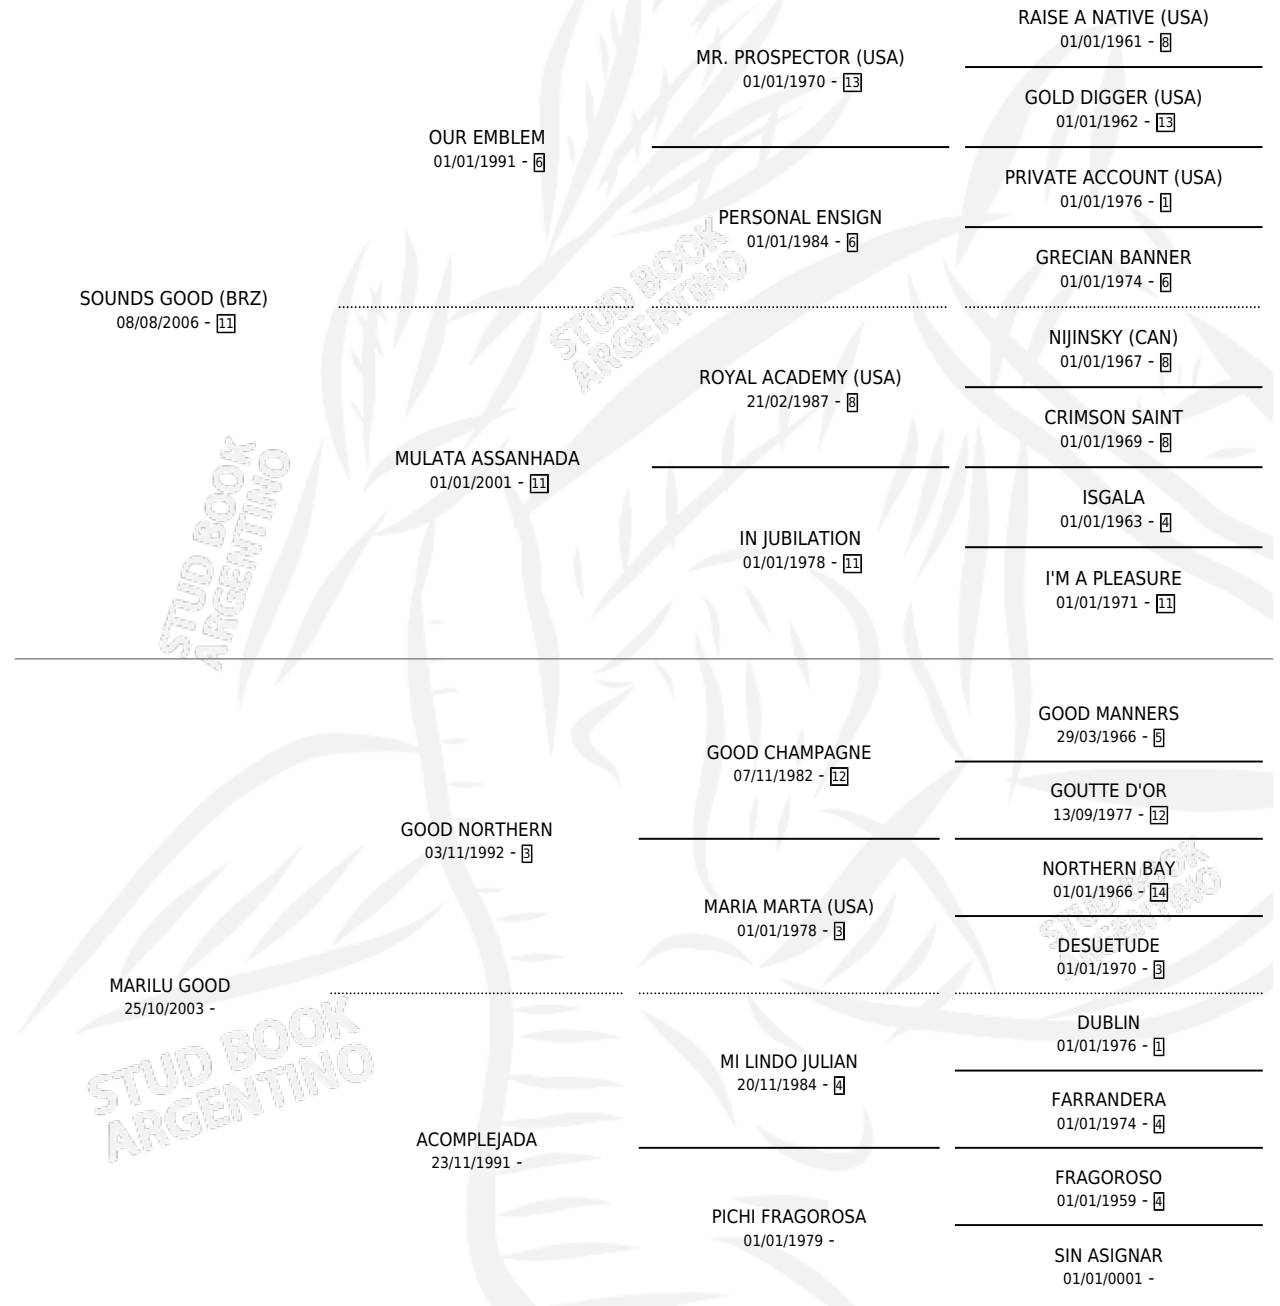 RAISE A NATIVE (USA)
01/01/1961 - 8
MR. PROSPECTOR (USA)
01/01/1970 - 13
GOLD DIGGER (USA)
01/01/1962 - 13
OUR EMBLEM
01/01/1991 - 6
PRIVATE ACCOUNT (USA)
01/01/1976 - 1
PERSONAL ENSIGN
01/01/1984 - 6
GRECIAN BANNER
01/01/1974 - 6
SOUNDS GOOD (BRZ)
08/08/2006 - 11
NIJINSKY (CAN)
01/01/1967 - 8
ROYAL ACADEMY (USA)
21/02/1987 - 8
CRIMSON SAINT
01/01/1969 - 8
MULATA ASSANHADA
01/01/2001 - 11
ISGALA
01/01/1963 - 4
IN JUBILATION
01/01/1978 - 11
I'M A PLEASURE
01/01/1971 - 11
GOOD MANNERS
29/03/1966 - 5
GOOD CHAMPAGNE
07/11/1982 - 12
GOUTTE D'OR
13/09/1977 - 12
GOOD NORTHERN
03/11/1992 - 3
NORTHERN BAY
01/01/1966 - 14
MARIA MARTA (USA)
01/01/1978 - 3
DESUETUDE
01/01/1970 - 3
MARILU GOOD
25/10/2003 -
DUBLIN
01/01/1976 - 1
MI LINDO JULIAN
20/11/1984 - 4
FARRANDERA
01/01/1974 - 4
ACOMPLEJADA
23/11/1991 -
FRAGOROSO
01/01/1959 - 4
PICHI FRAGOROSA
01/01/1979 -
SIN ASIGNAR
01/01/0001 -
STUD BOOK
ARGENTINO
STUD BOOK
ARGENTINO
STUD BOOK
ARGENTINO
STUD BOOK
ARGENTINO